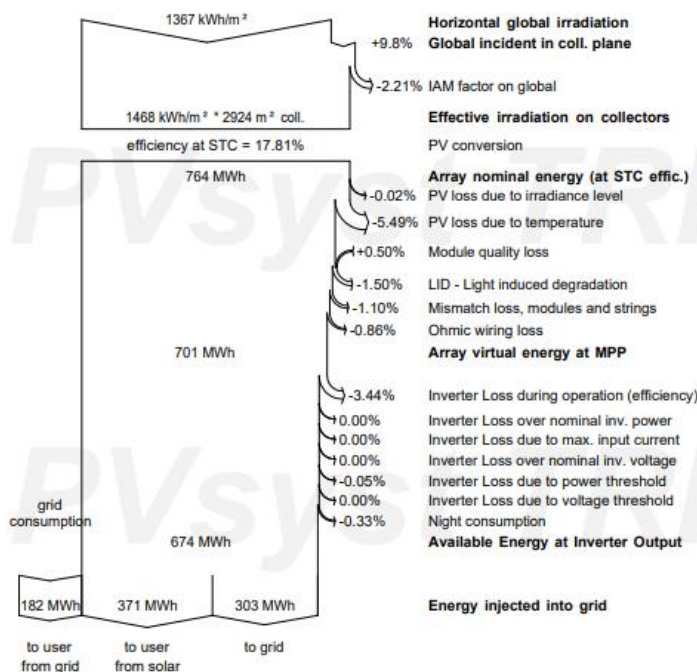 1367 kWh/m² Horizontal global irradiation
+9.8% Global incident in coll. plane
-2.21% IAM factor on global
1468 kWh/m² * 2924 m² coll. Effective irradiation on collectors
efficiency at STC = 17.81% PV conversion
764 MWh Array nominal energy (at STC effic.)
-0.02% PV loss due to irradiance level
-5.49% PV loss due to temperature
+0.50% Module quality loss
-1.50% LID - Light induced degradation
-1.10% Mismatch loss, modules and strings
-0.86% Ohmic wiring loss
701 MWh Array virtual energy at MPP
-3.44% Inverter Loss during operation (efficiency)
0.00% Inverter Loss over nominal inv. power
0.00% Inverter Loss due to max. input current
0.00% Inverter Loss over nominal inv. voltage
-0.05% Inverter Loss due to power threshold
0.00% Inverter Loss due to voltage threshold
grid
consumption
-0.33% Night consumption
674 MWh Available Energy at Inverter Output
182 MWh 371 MWh 303 MWh Energy injected into grid
to user to user to grid
from grid from solar
PVsyst TRI
PVsyst TRI